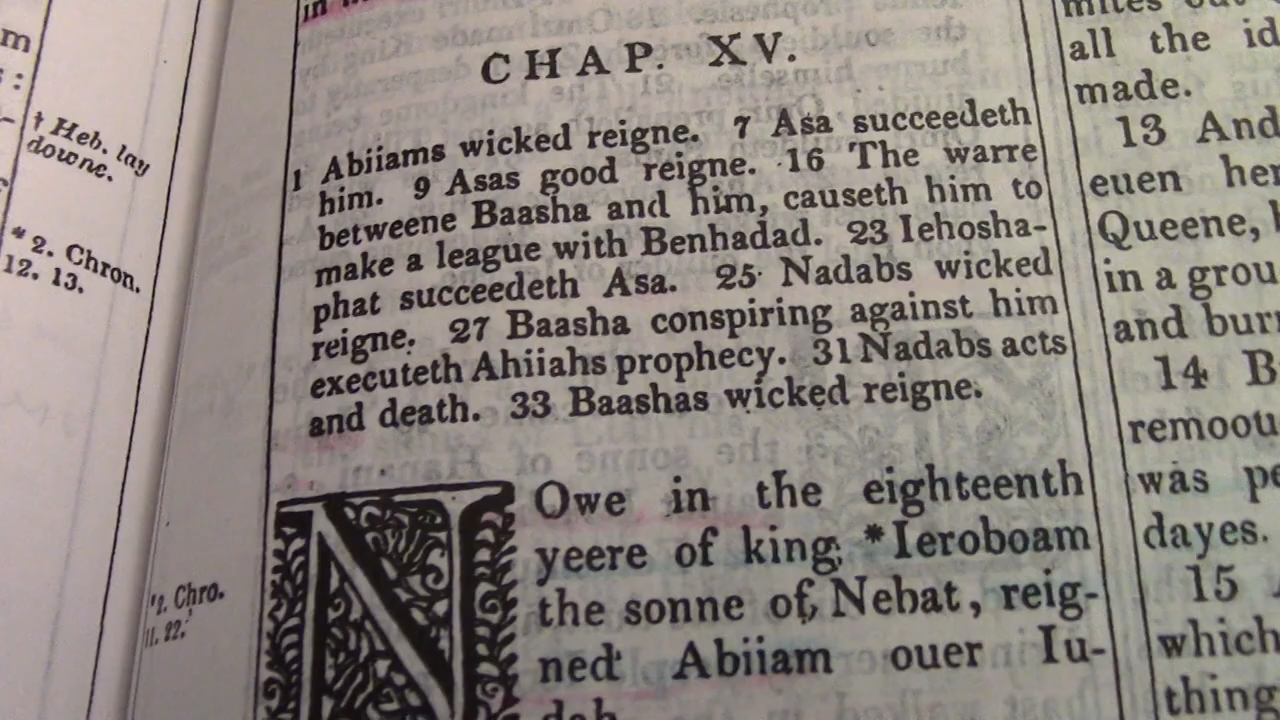 m
† Heb. lay
downe.
* 2. Chron.
12. 13.
*2. Chro.
11. 22.
CHAP. XV.
1 Abiiams wicked reigne. 7 Asa succeedeth
him. 9 Asas good reigne. 16 The warre
betweene Baasha and him, causeth him to
make a league with Benhadad. 23 Iehosha-
phat succeedeth Asa. 25 Nadabs wicked
reigne. 27 Baasha conspiring against him
executeth Ahiiahs prophecy. 31 Nadabs acts
and death. 33 Baashas wicked reigne.
NOwe in the eighteenth
yeere of king *Ieroboam
the sonne of Nebat, reig-
ned Abiiam ouer Iu-
dah.
all the id
made.
13 And
euen her
Queene,
in a grou
and burn
14 B
remoou
was pe
dayes.
15
which
thing